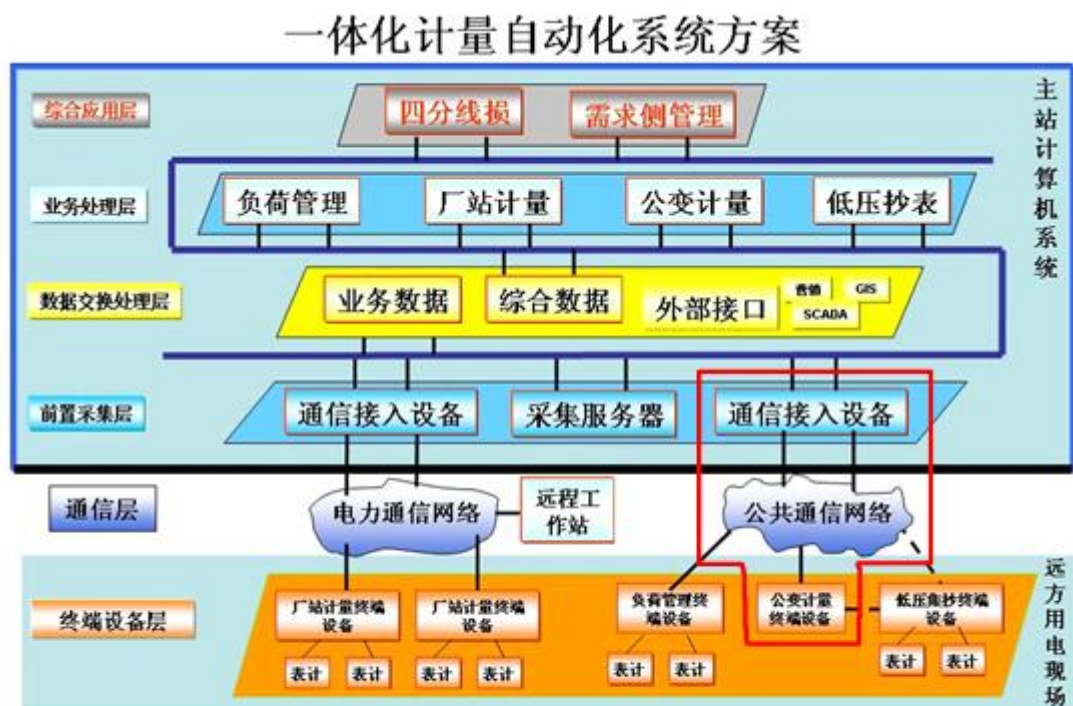 一体化计量自动化系统方案
主站计算机系统
综合应用层
四分线损
需求侧管理
业务处理层
负荷管理
厂站计量
公变计量
低压抄表
数据交换处理层
业务数据
综合数据
外部接口
营销
GIS
SCADA
前置采集层
通信接入设备
采集服务器
通信接入设备
通信层
电力通信网络
远程工
作站
公共通信网络
远方用电现场
终端设备层
厂站计量终端
设备
厂站计量终端
设备
负荷管理终
端设备
公变计量
终端设备
低压集抄终端
设备
表计
表计
表计
表计
表计
表计
表计
表计